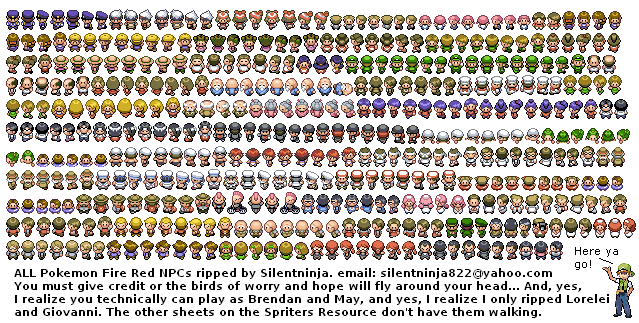 Here ya
go!
ALL Pokemon Fire Red NPCs ripped by Silentninja. email: silentninja822@yahoo.com
You must give credit or the birds of worry and hope will fly around your head... And, yes,
I realize you technically can play as Brendan and May, and yes, I realize I only ripped Lorelei
and Giovanni. The other sheets on the Spriters Resource don't have them walking.